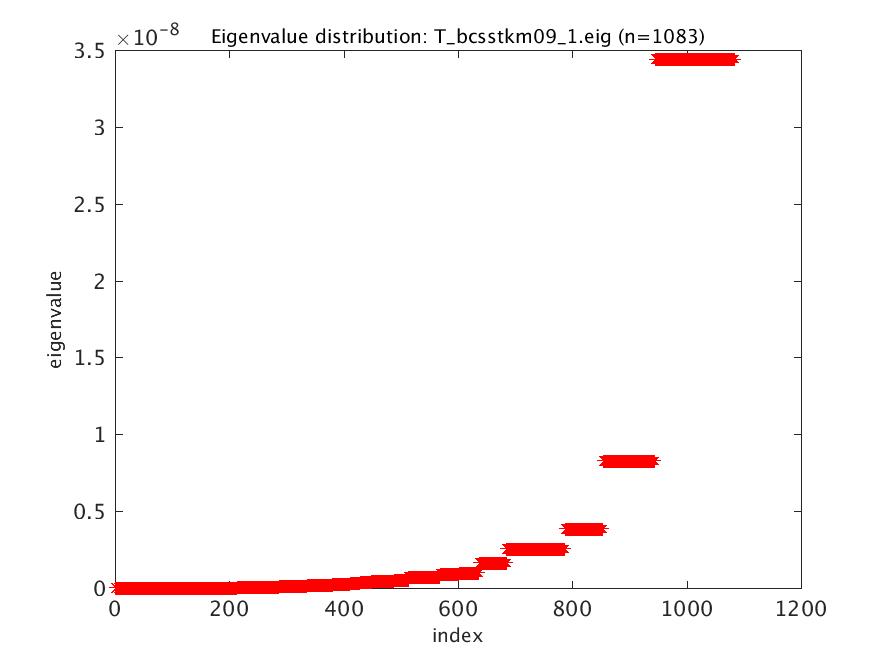 ×10^-8
Eigenvalue distribution: T_bcsstkm09_1.eig (n=1083)
3.5
3
2.5
2
1.5
1
0.5
0
eigenvalue
0 200 400 600 800 1000 1200
index